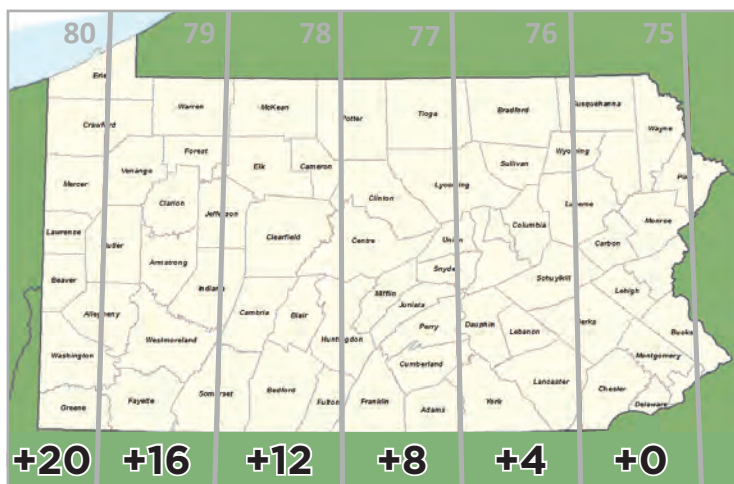 80 79 78 77 76 75
Erie Warren McKean Potter Tioga Bradford Susquehanna Wayne
Crawford Forest Elk Cameron Sullivan Wyoming Pike
Mercer Venango Clarion Jefferson Clearfield Clinton Lycoming Columbia Luzerne Monroe
Lawrence Butler Armstrong Centre Union Carbon
Beaver Indiana Snyder Schuylkill Lehigh
Allegheny Cambria Blair Mifflin Juniata Dauphin Lebanon Berks Bucks
Washington Westmoreland Huntingdon Perry Montgomery
Cumberland Lancaster Chester
Greene Fayette Somerset Bedford Fulton Franklin Adams York Delaware
+20 +16 +12 +8 +4 +0